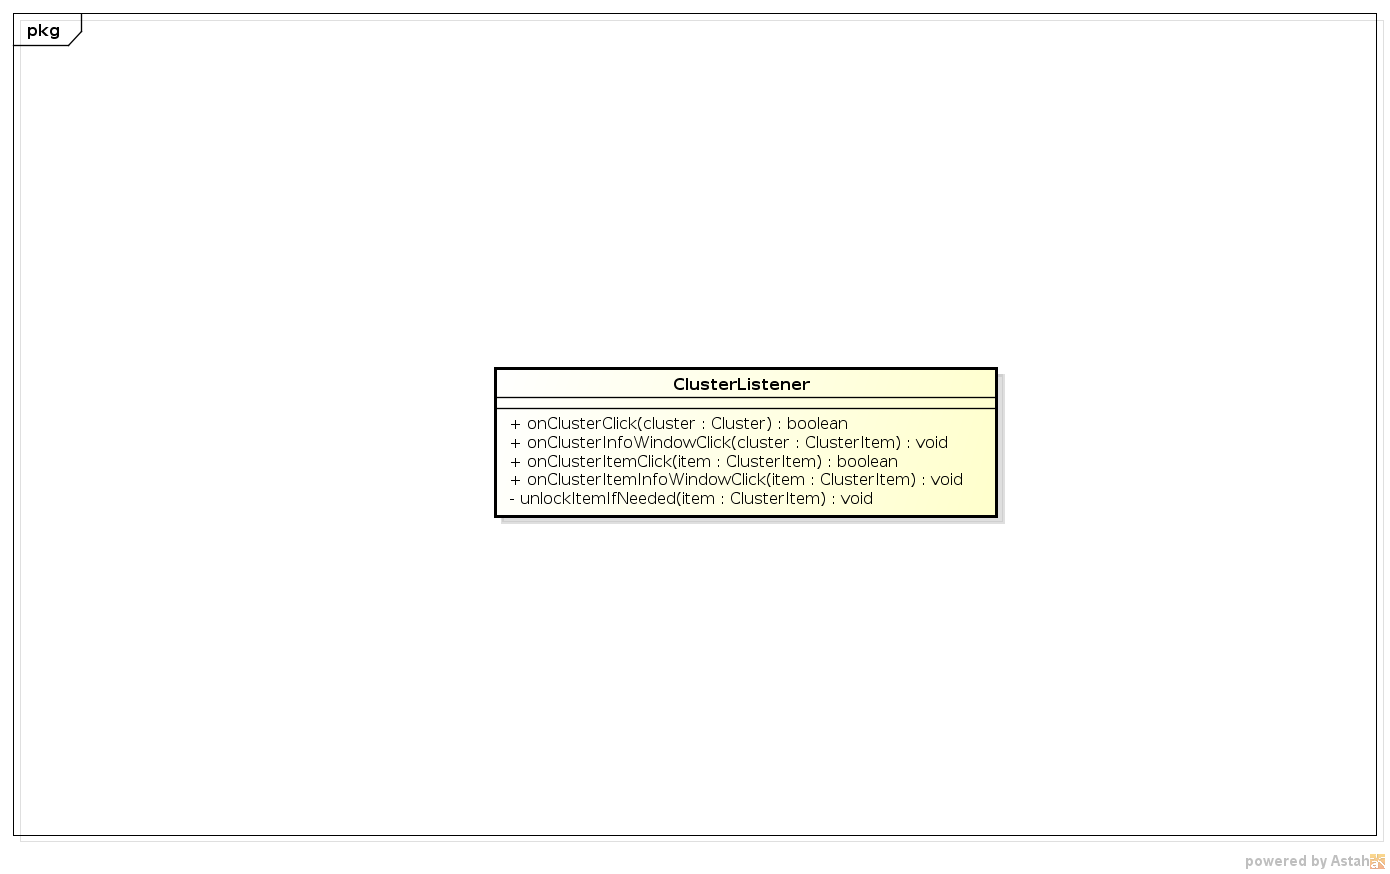 pkg
ClusterListener
+ onClusterClick(cluster : Cluster) : boolean
+ onClusterInfoWindowClick(cluster : ClusterItem) : void
+ onClusterItemClick(item : ClusterItem) : boolean
+ onClusterItemInfoWindowClick(item : ClusterItem) : void
- unlockItemIfNeeded(item : ClusterItem) : void
powered by Astah